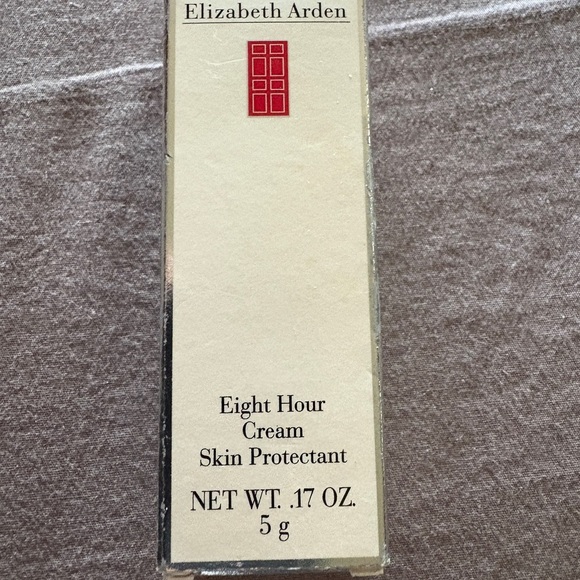 Elizabeth Arden
Eight Hour
Cream
Skin Protectant
NET WT. .17 OZ.
5 g